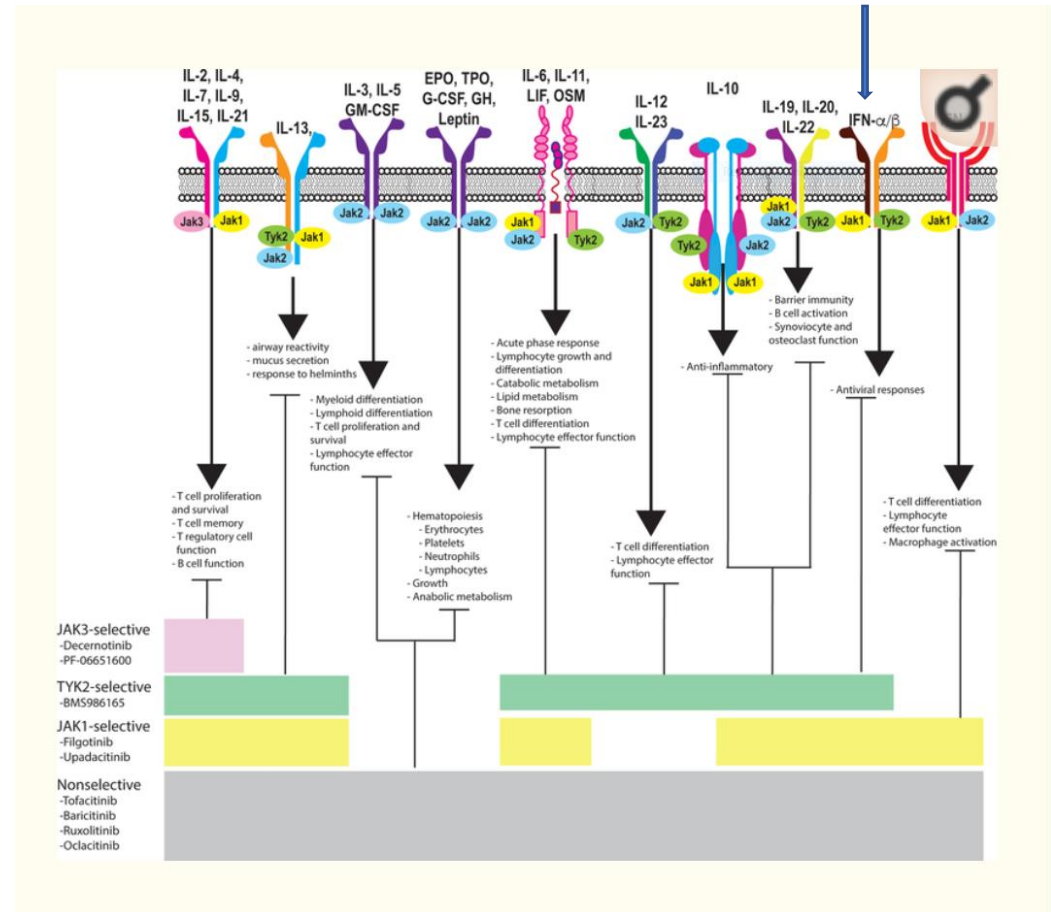 IL-2, IL-4,
IL-7, IL-9,
IL-15, IL-21
IL-13,
IL-3, IL-5
GM-CSF
EPO, TPO,
G-CSF, GH,
Leptin
IL-6, IL-11,
LIF, OSM
IL-12
IL-23
IL-10
IL-19, IL-20,
IL-22
IFN-α/β
Jak3
Jak1
Tyk2
Jak1
Jak2
Jak2
Jak2
Jak2
Jak2
Jak1
Jak2
Tyk2
Jak2
Tyk2
Tyk2
Jak2
Jak1
Jak1
Jak1
Jak2
Tyk2
Jak1
Tyk2
Jak1
Jak2
- T cell proliferation
and survival
- T cell memory
- T regulatory cell
function
- B cell function
- airway reactivity
- mucus secretion
- response to helminths
- Myeloid differentiation
- Lymphoid differentiation
- T cell proliferation and
survival
- Lymphocyte effector
function
- Hematopoiesis
- Erythrocytes
- Platelets
- Neutrophils
- Lymphocytes
- Growth
- Anabolic metabolism
- Acute phase response
- Lymphocyte growth and
differentiation
- Catabolic metabolism
- Lipid metabolism
- Bone resorption
- T cell differentiation
- Lymphocyte effector function
- T cell differentiation
- Lymphocyte effector
function
- Anti-inflammatory
- Barrier immunity
- B cell activation
- Synoviocyte and
osteoclast function
- Antiviral responses
- T cell differentiation
- Lymphocyte
effector function
- Macrophage activation
JAK3-selective
-Decernotinib
-PF-06651600
TYK2-selective
-BMS986165
JAK1-selective
-Filgotinib
-Upadacitinib
Nonselective
-Tofacitinib
-Baricitinib
-Ruxolitinib
-Oclacitinib